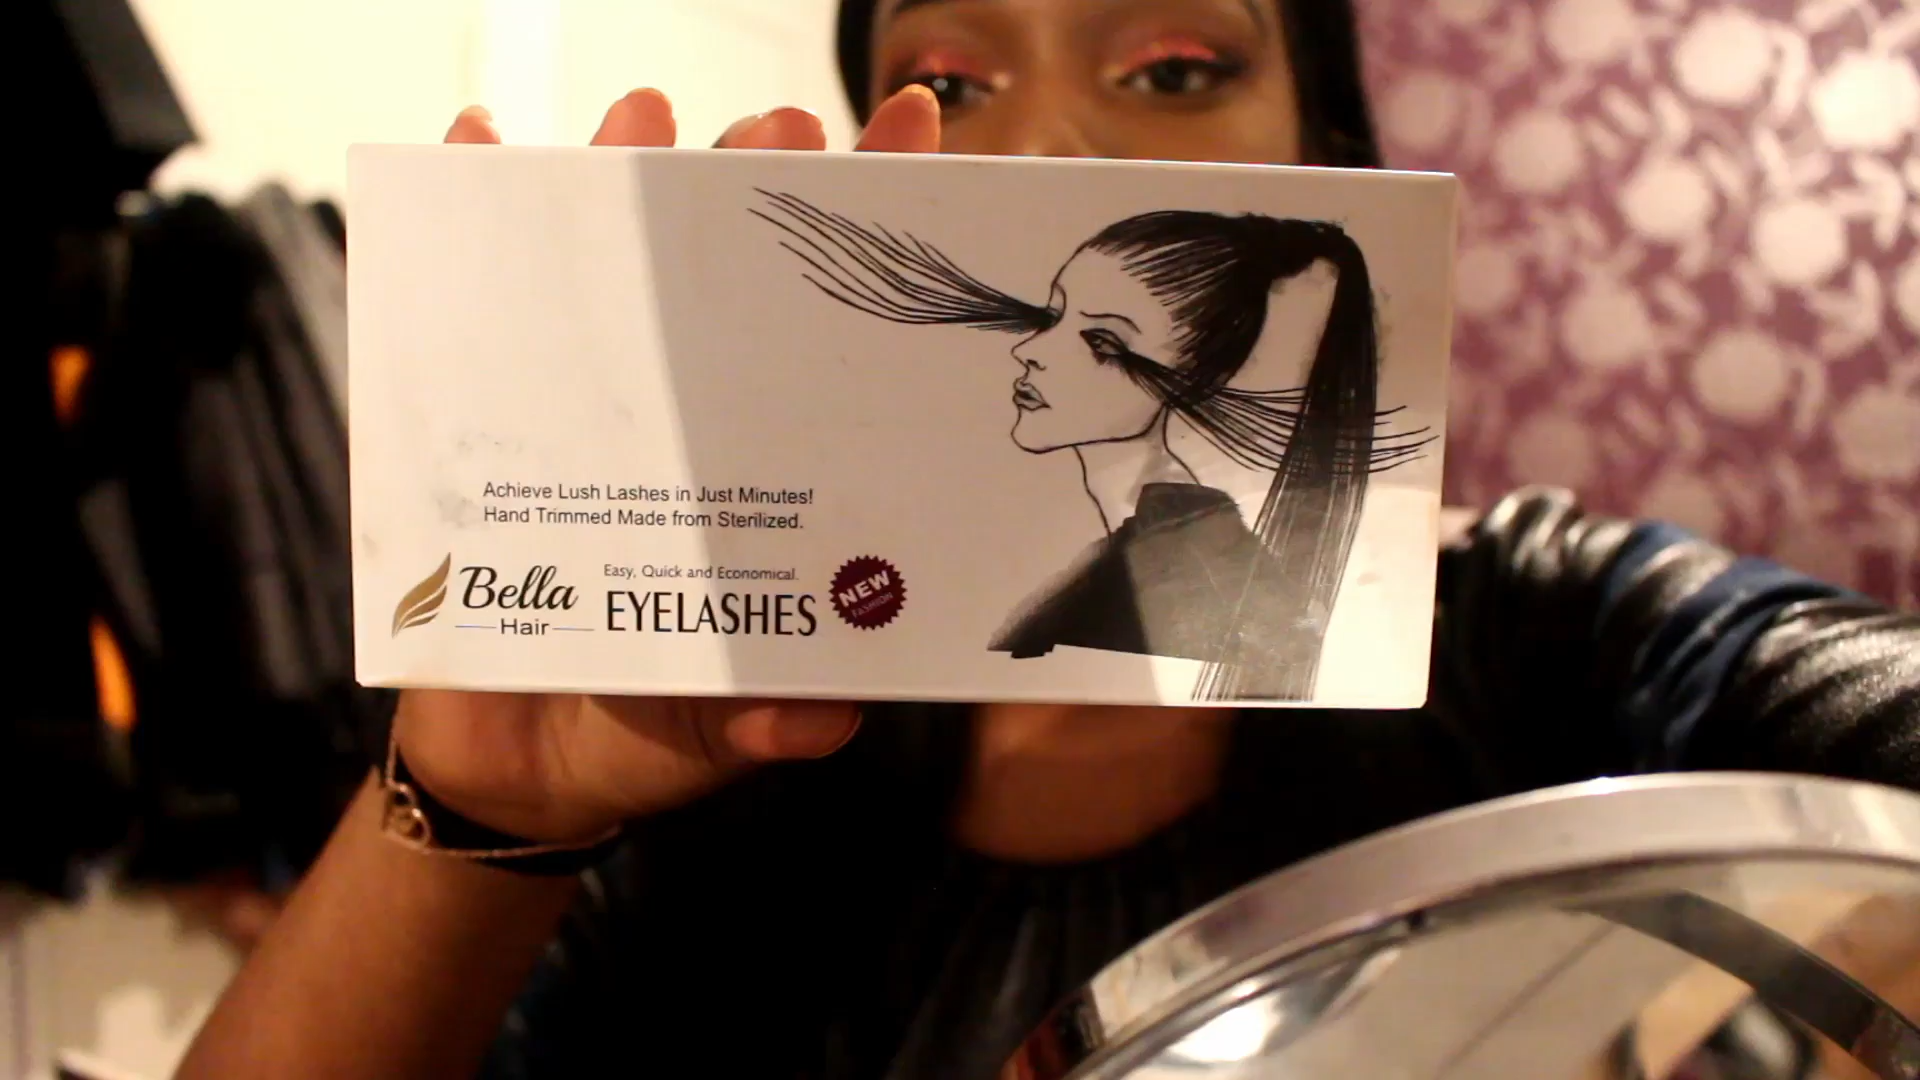 Achieve Lush Lashes in Just Minutes!
Hand Trimmed Made from Sterilized.
Bella
Hair
Easy, Quick and Economical.
EYELASHES
NEW
FASHION